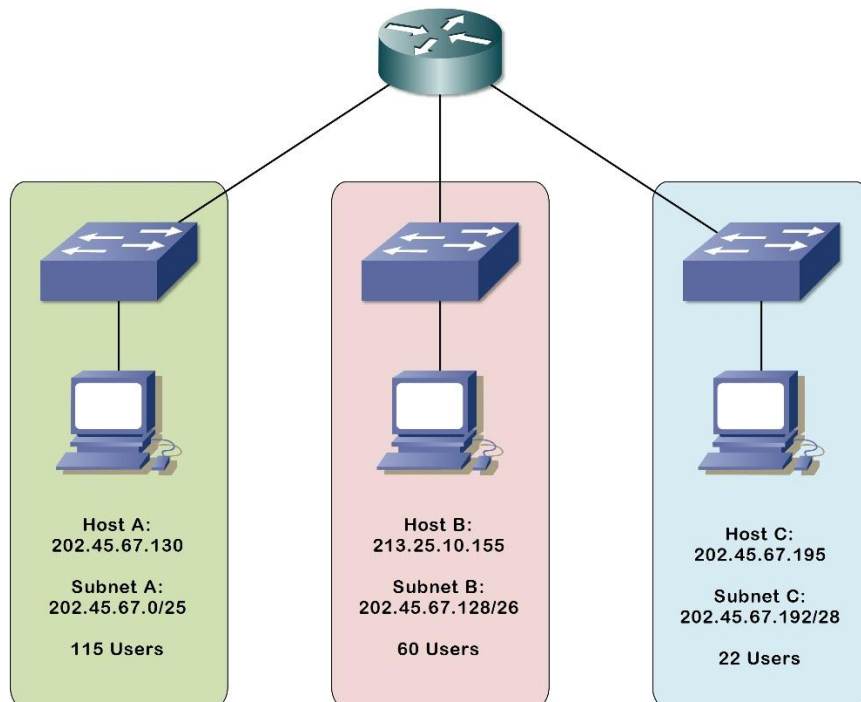 Host A:
202.45.67.130
Subnet A:
202.45.67.0/25
115 Users
Host B:
213.25.10.155
Subnet B:
202.45.67.128/26
60 Users
Host C:
202.45.67.195
Subnet C:
202.45.67.192/28
22 Users